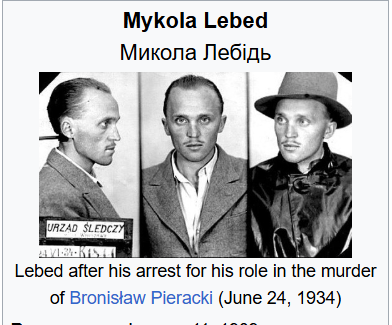 Mykola Lebed
Микола Лебідь
URZAD ŚLEDCZY
Lebed after his arrest for his role in the murder
of Bronisław Pieracki (June 24, 1934)